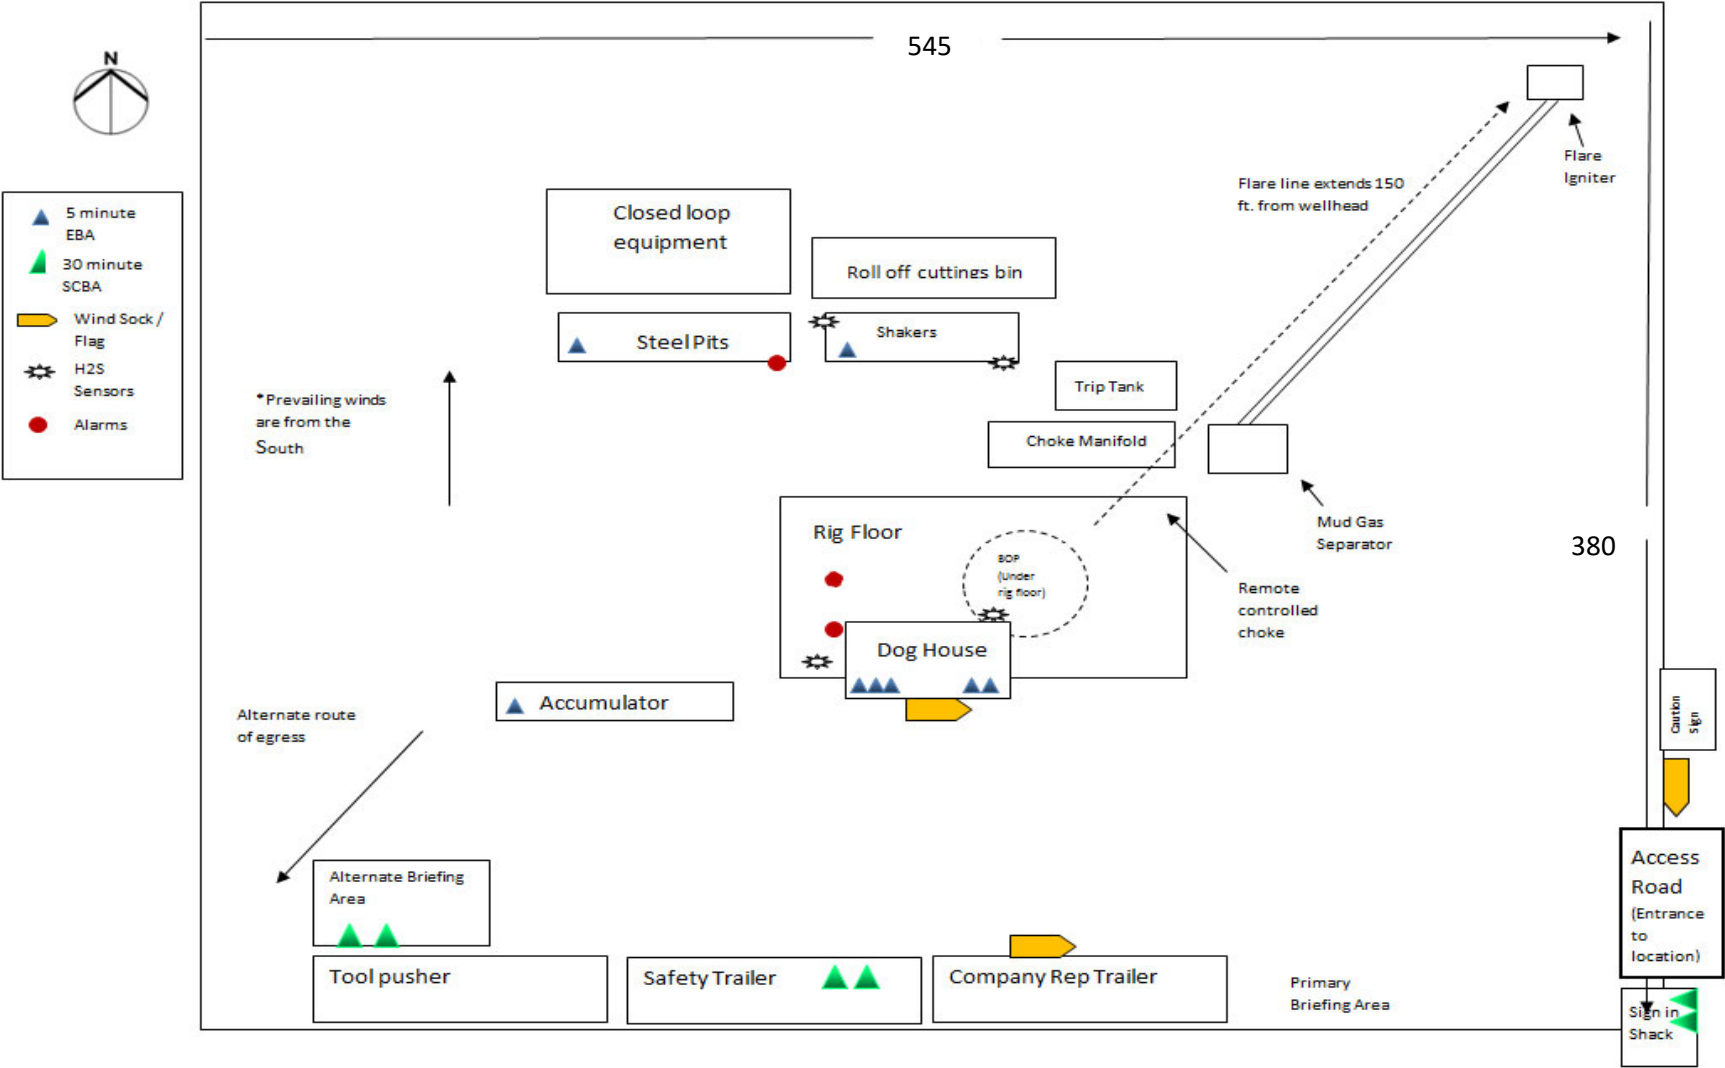 545
N
Flare
Igniter
Flare line extends 150
ft. from wellhead
5 minute
EBA
30 minute
SCBA
Wind Sock /
Flag
H2S
Sensors
Alarms
Closed loop
equipment
Roll off cuttings bin
Steel Pits
Shakers
Trip Tank
*Prevailing winds
are from the
South
Choke Manifold
Mud Gas
Separator
380
Rig Floor
BOP
(Under
rig floor)
Remote
controlled
choke
Dog House
Accumulator
Alternate route
of egress
Caution
Sign
Access
Road
(Entrance
to
location)
Alternate Briefing
Area
Tool pusher
Safety Trailer
Company Rep Trailer
Primary
Briefing Area
Sign in
Shack